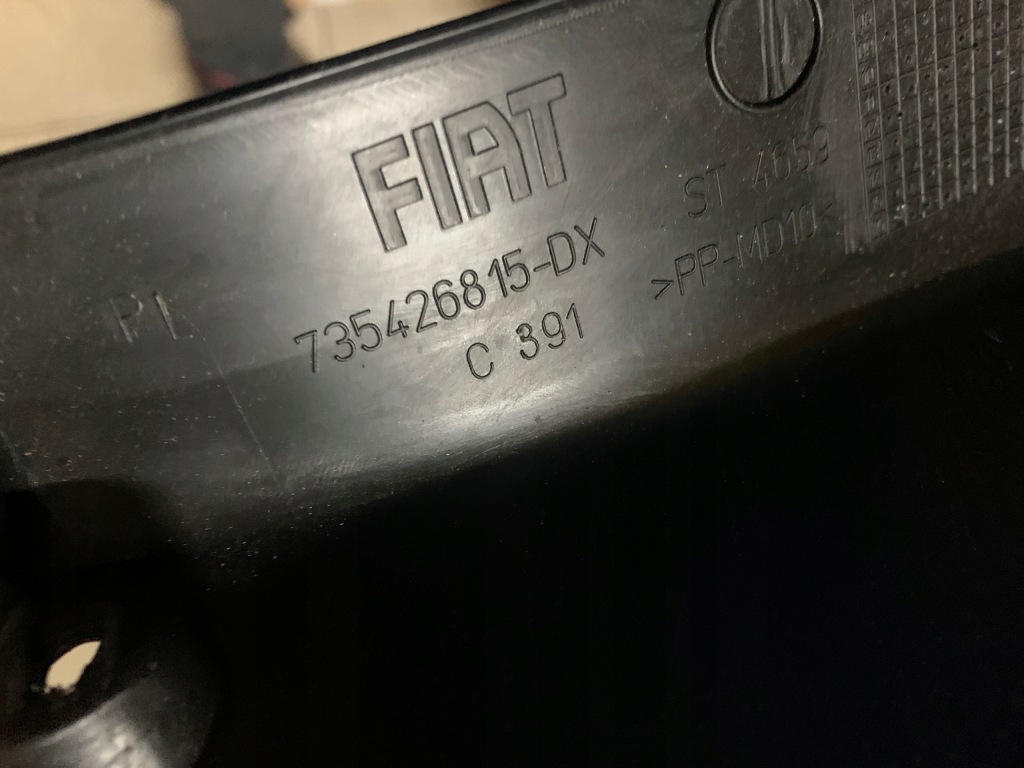 FIAT
ST 4659
735426815-DX
>PP-MD10<
C 391
P1